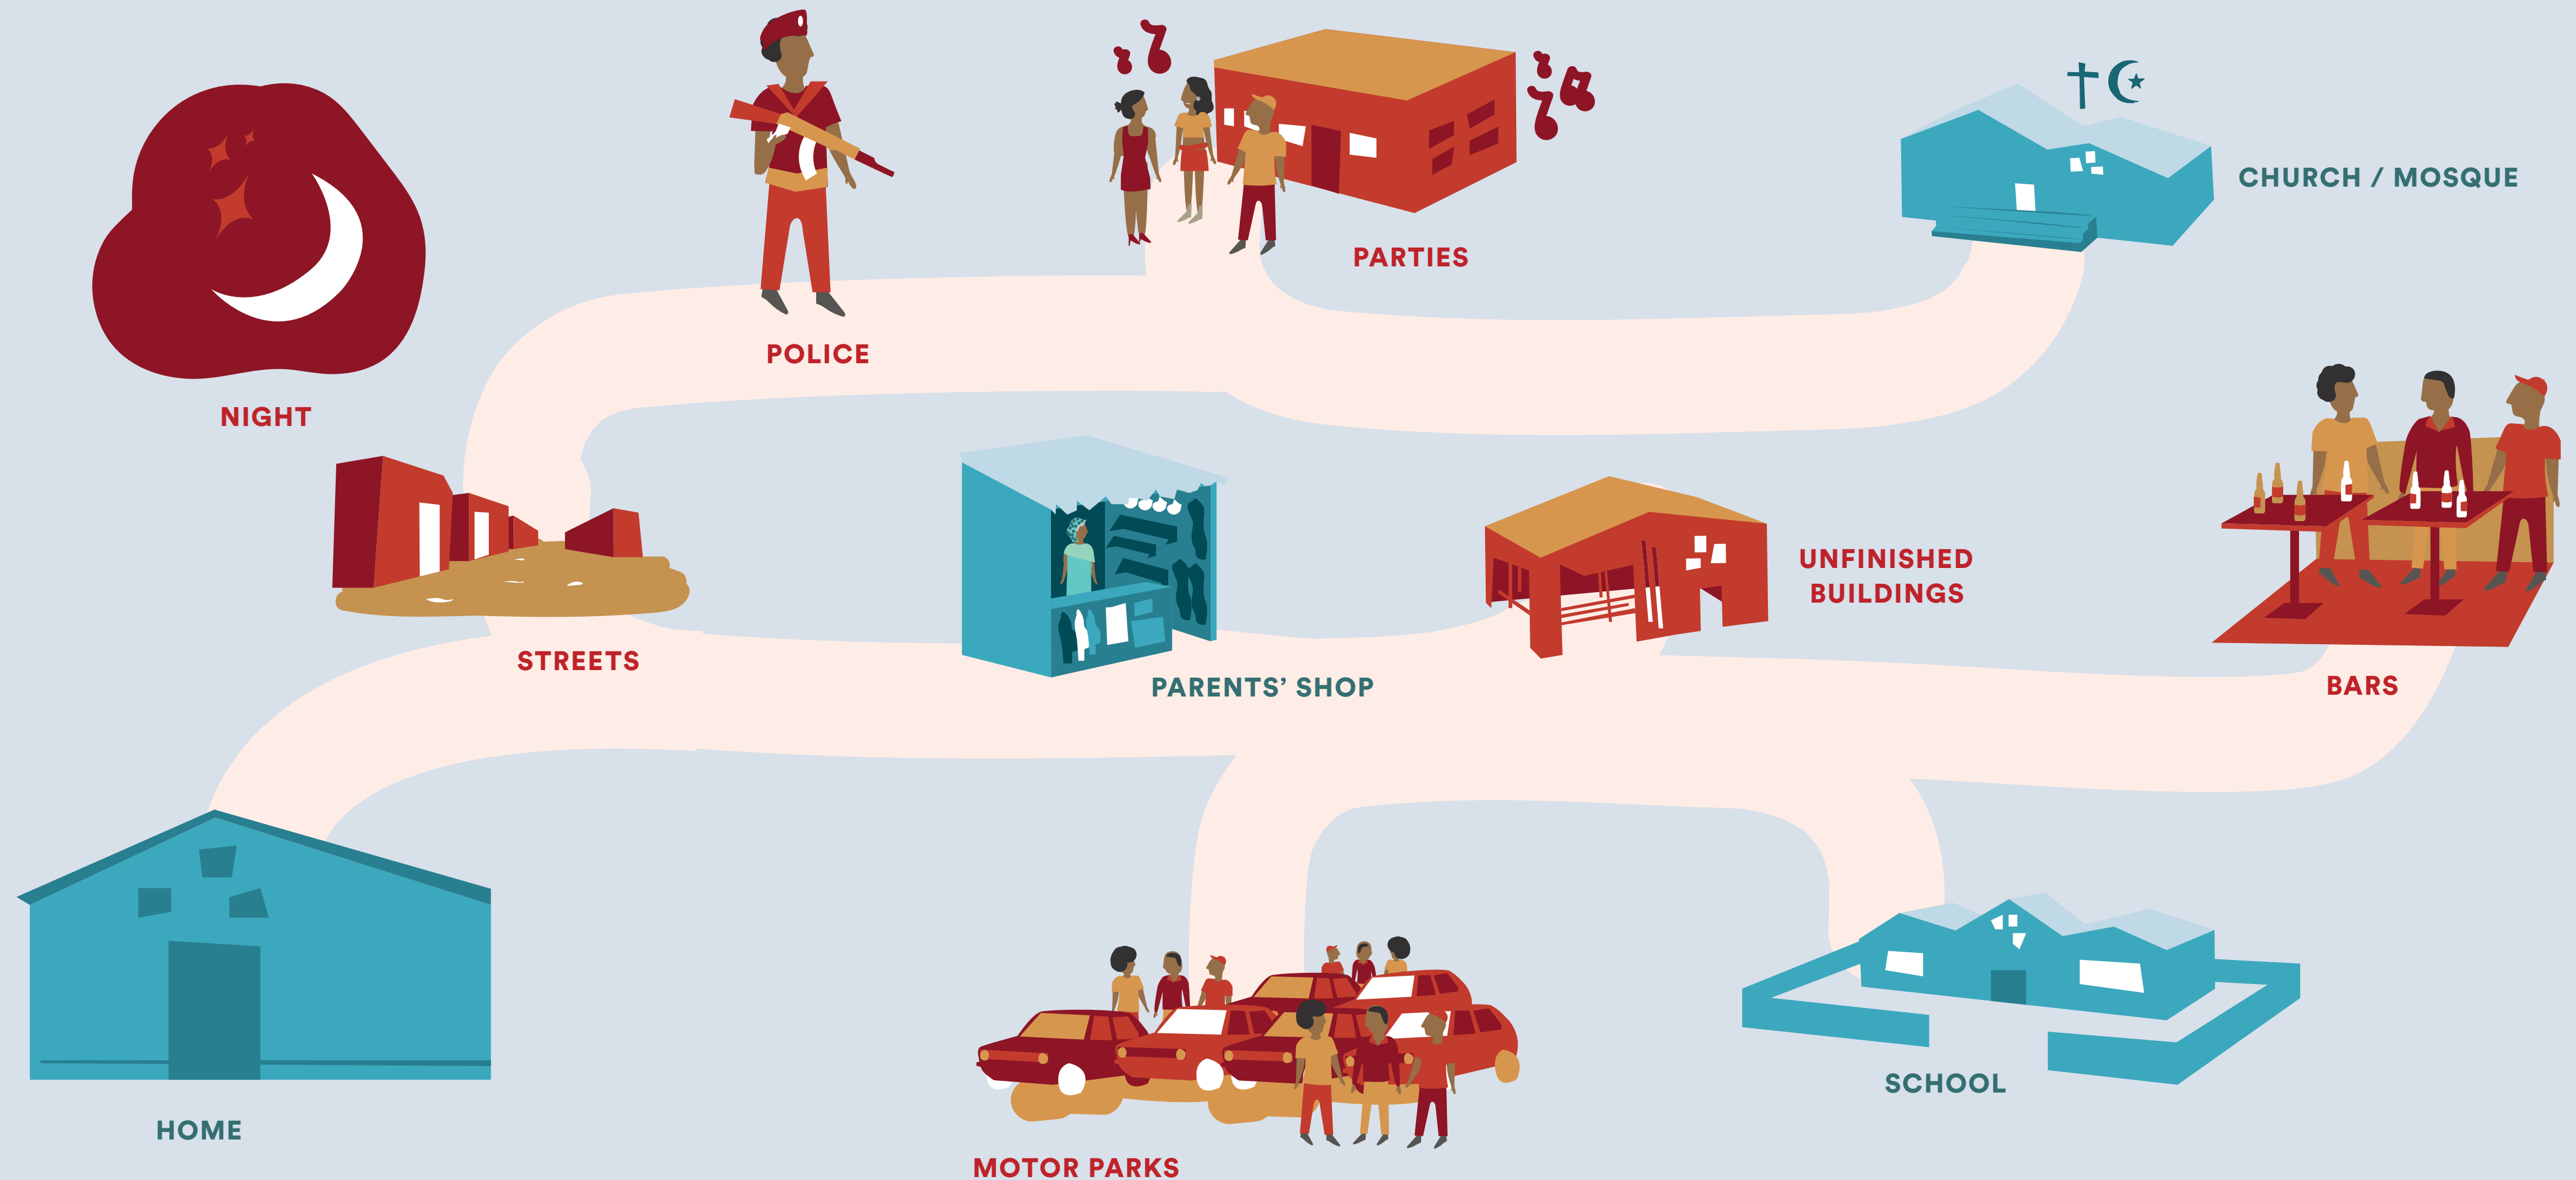 CHURCH / MOSQUE
PARTIES
POLICE
NIGHT
UNFINISHED
BUILDINGS
STREETS
PARENTS’ SHOP
BARS
SCHOOL
HOME
MOTOR PARKS